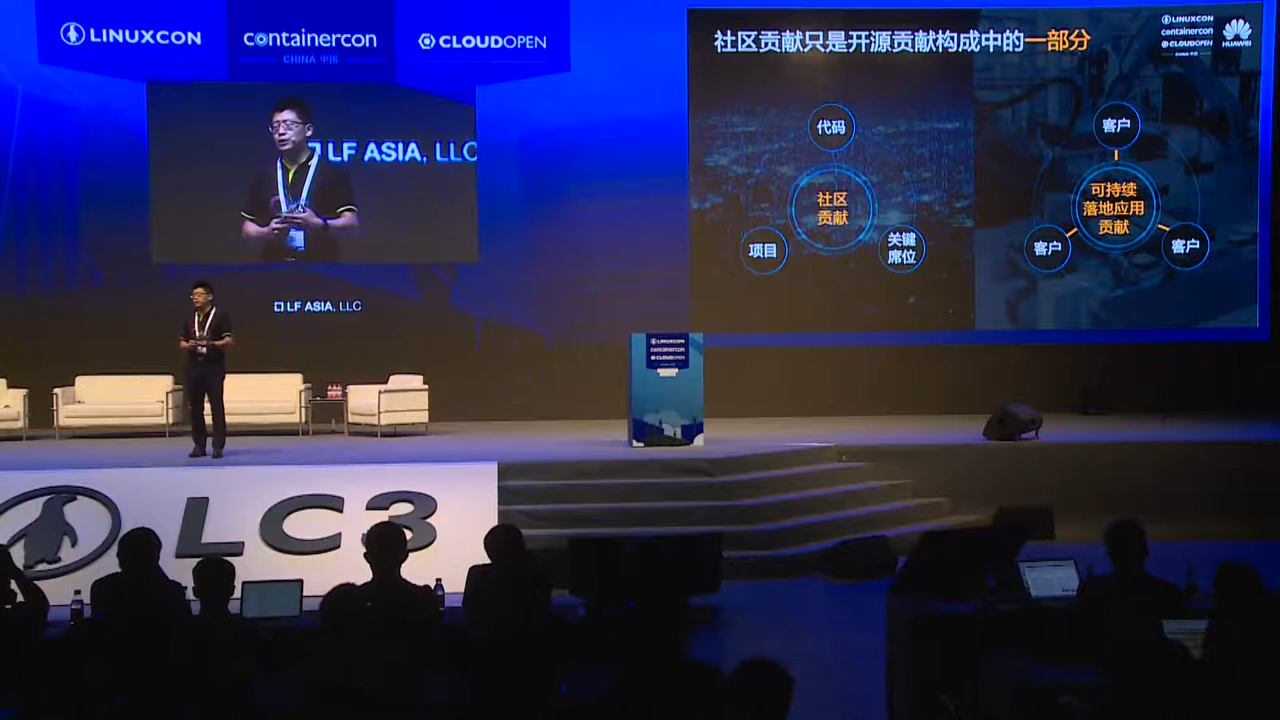 LINUXCON
containercon
CHINA 中国
CLOUDOPEN
LF ASIA, LLC
LF ASIA, LLC
社区贡献只是开源贡献构成中的一部分
LINUXCON
containercon
CLOUDOPEN
CHINA 中国
HUAWEI
代码
社区
贡献
项目
关键
席位
客户
可持续
落地应用
贡献
客户
客户
LINUXCON
containercon
CLOUDOPEN
LC3